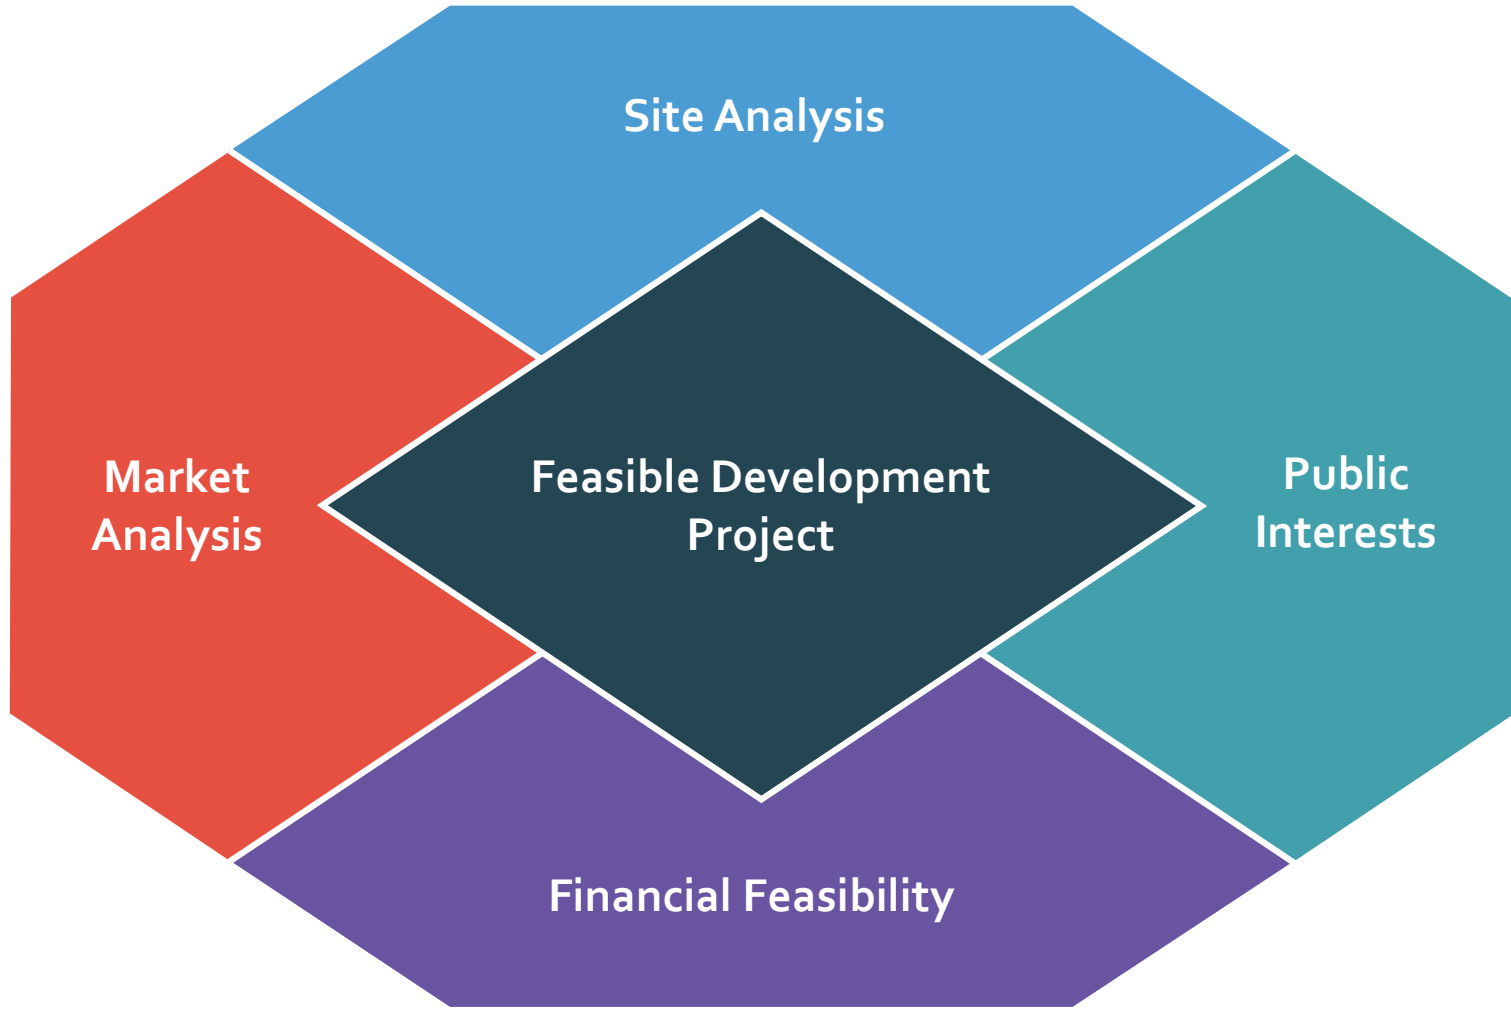 Site Analysis
Market
Analysis
Feasible Development
Project
Public
Interests
Financial Feasibility